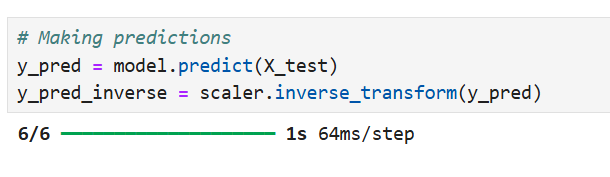 # Making predictions
y_pred = model.predict(X_test)
y_pred_inverse = scaler.inverse_transform(y_pred)
6/6 ━━━━━━━━━━━━━━━━━━━━ 1s 64ms/step